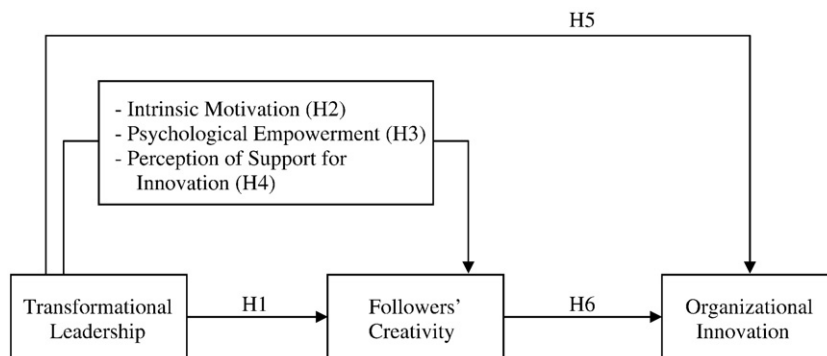 H5
- Intrinsic Motivation (H2)
- Psychological Empowerment (H3)
- Perception of Support for
Innovation (H4)
Transformational
Leadership
H1
Followers'
Creativity
H6
Organizational
Innovation